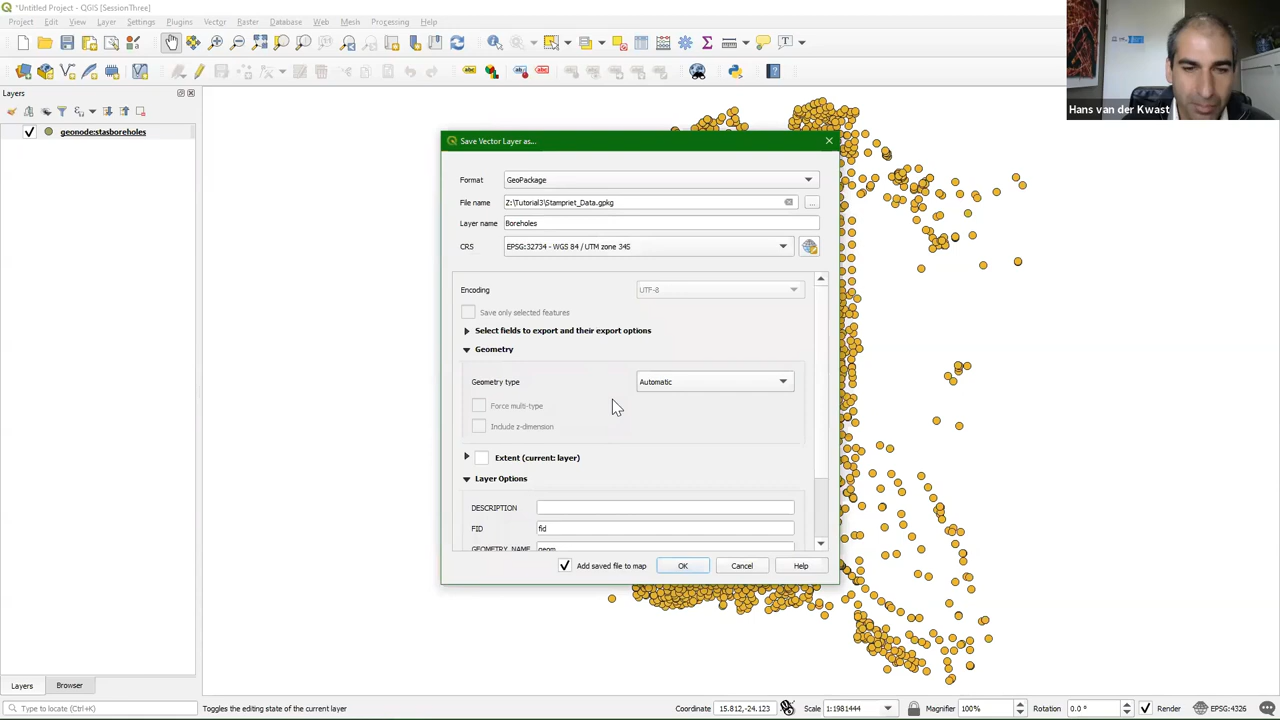 *Untitled Project - QGIS [SessionThree]
Project Edit View Layer Settings Plugins Vector Raster Database Web Mesh Processing Help
Hans van der Kwast
Layers
geonode:stasboreholes
Save Vector Layer as...
Format GeoPackage
File name Z:\Tutorial3\Stampriet_Data.gpkg ...
Layer name Boreholes
CRS EPSG:32734 - WGS 84 / UTM zone 34S
Encoding UTF-8
Save only selected features
Select fields to export and their export options
Geometry
Geometry type Automatic
Force multi-type
Include z-dimension
Extent (current: layer)
Layer Options
DESCRIPTION
FID fid
GEOMETRY_NAME geom
Add saved file to map OK Cancel Help
Layers Browser
Type to locate (Ctrl+K) Toggles the editing state of the current layer Coordinate 15.812,-24.123 Scale 1:1981444 Magnifier 100% Rotation 0.0 ° Render EPSG:4326